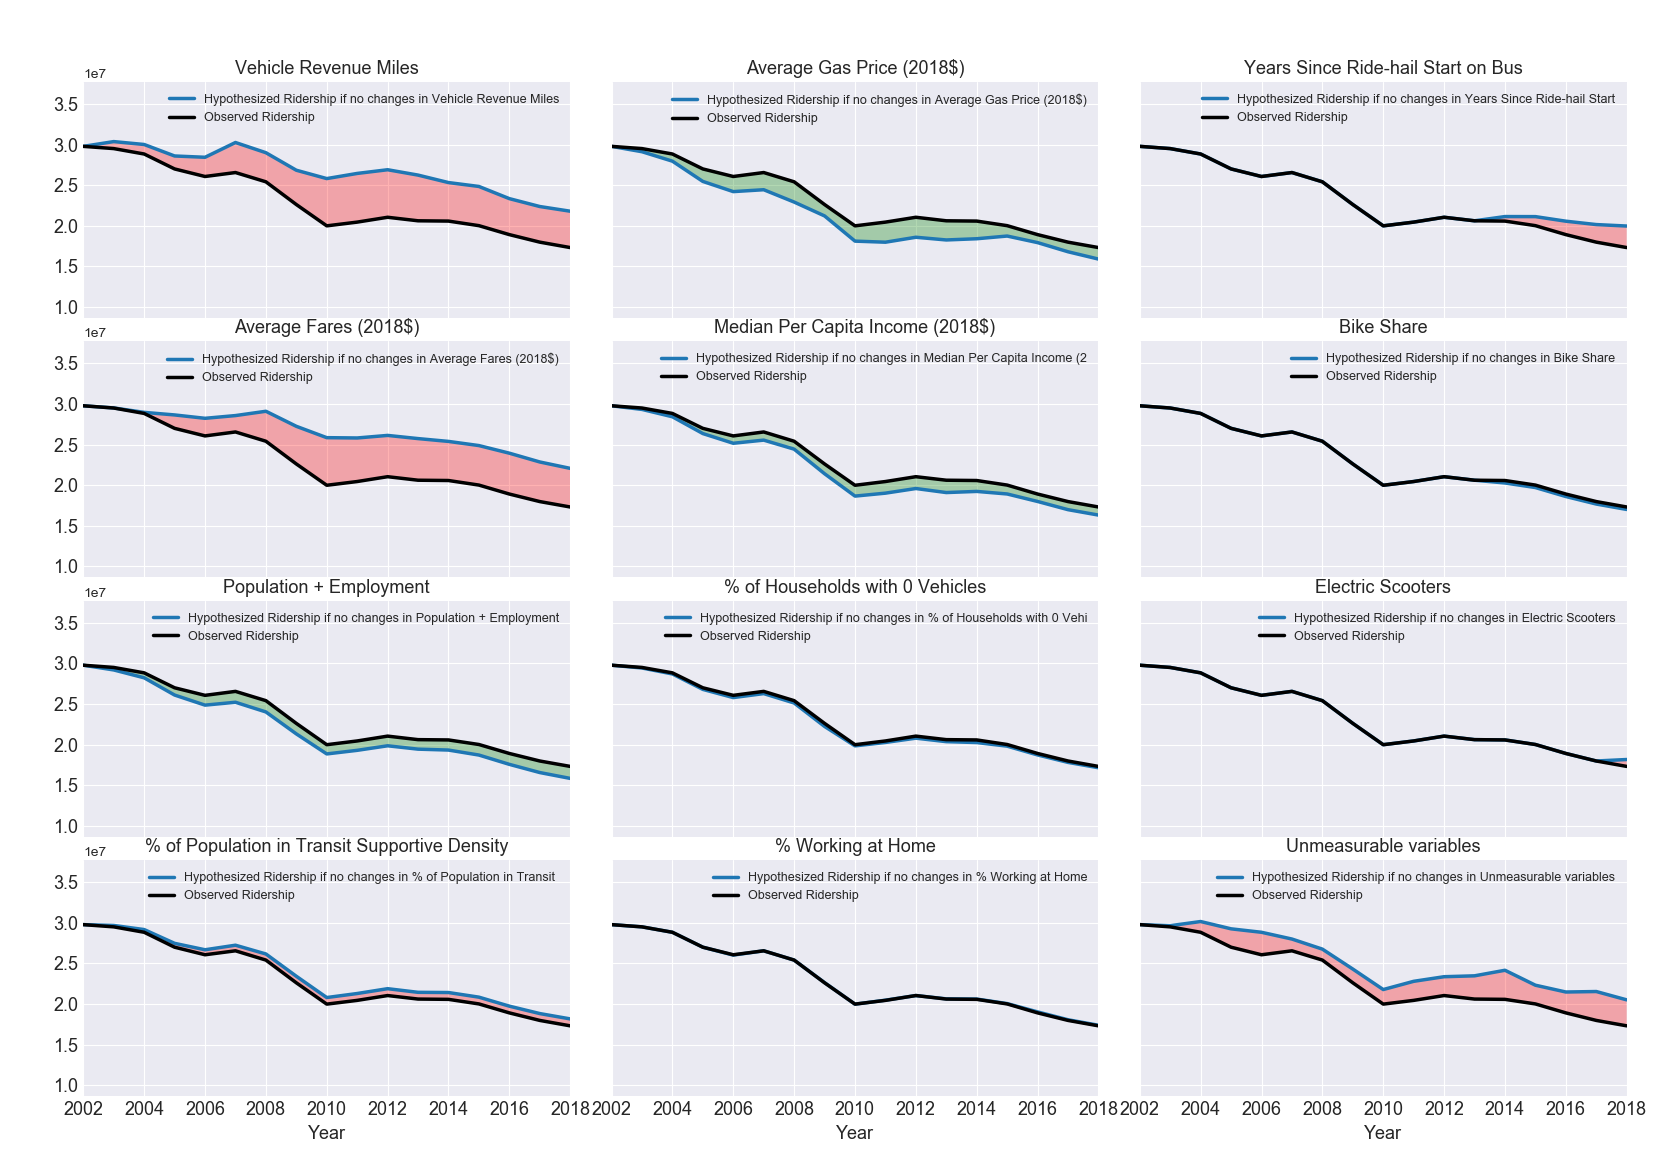 Vehicle Revenue Miles
Average Gas Price (2018$)
Years Since Ride-hail Start on Bus
1e7
Hypothesized Ridership if no changes in Vehicle Revenue Miles
Observed Ridership
Hypothesized Ridership if no changes in Average Gas Price (2018$)
Observed Ridership
Hypothesized Ridership if no changes in Years Since Ride-hail Start
Observed Ridership
3.5
3.0
2.5
2.0
1.5
1.0
Average Fares (2018$)
Median Per Capita Income (2018$)
Bike Share
1e7
Hypothesized Ridership if no changes in Average Fares (2018$)
Observed Ridership
Hypothesized Ridership if no changes in Median Per Capita Income (2
Observed Ridership
Hypothesized Ridership if no changes in Bike Share
Observed Ridership
3.5
3.0
2.5
2.0
1.5
1.0
Population + Employment
% of Households with 0 Vehicles
Electric Scooters
1e7
Hypothesized Ridership if no changes in Population + Employment
Observed Ridership
Hypothesized Ridership if no changes in % of Households with 0 Vehi
Observed Ridership
Hypothesized Ridership if no changes in Electric Scooters
Observed Ridership
3.5
3.0
2.5
2.0
1.5
1.0
% of Population in Transit Supportive Density
% Working at Home
Unmeasurable variables
1e7
Hypothesized Ridership if no changes in % of Population in Transit
Observed Ridership
Hypothesized Ridership if no changes in % Working at Home
Observed Ridership
Hypothesized Ridership if no changes in Unmeasurable variables
Observed Ridership
3.5
3.0
2.5
2.0
1.5
1.0
2002 2004 2006 2008 2010 2012 2014 2016 2018
2002 2004 2006 2008 2010 2012 2014 2016 2018
2002 2004 2006 2008 2010 2012 2014 2016 2018
Year
Year
Year